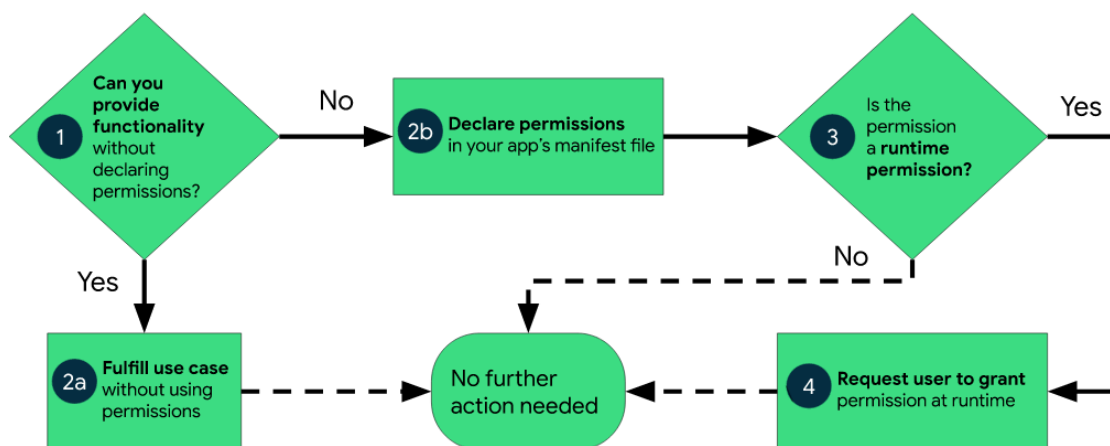 1
Can you
provide
functionality
without
declaring
permissions?
No
2b
Declare permissions
in your app's manifest file
3
Is the
permission
a runtime
permission?
Yes
Yes
No
2a
Fulfill use case
without using
permissions
No further
action needed
4
Request user to grant
permission at runtime